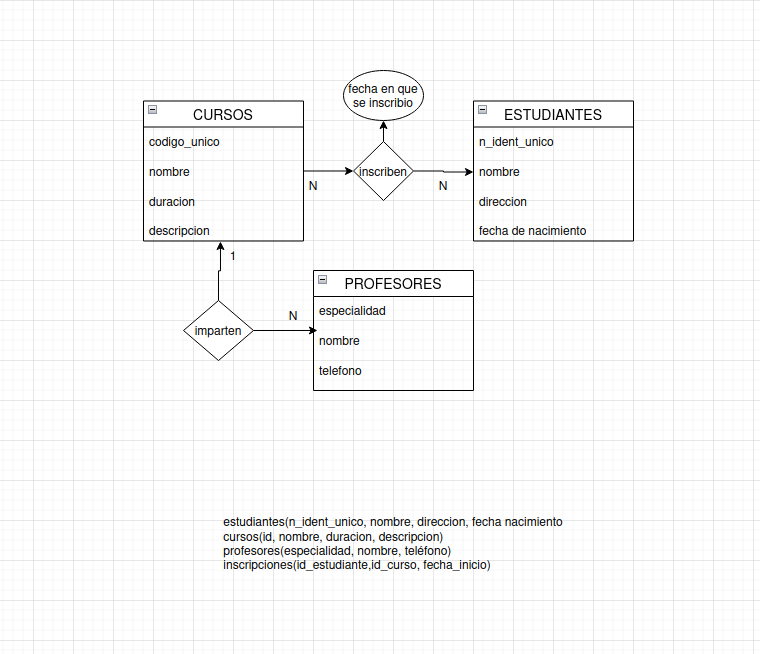 fecha en que
se inscribio
CURSOS
codigo_unico
nombre
duracion
descripcion
N
inscriben
N
ESTUDIANTES
n_ident_unico
nombre
direccion
fecha de nacimiento
1
imparten
N
PROFESORES
especialidad
nombre
telefono
estudiantes(n_ident_unico, nombre, direccion, fecha nacimiento
cursos(id, nombre, duracion, descripcion)
profesores(especialidad, nombre, teléfono)
inscripciones(id_estudiante,id_curso, fecha_inicio)